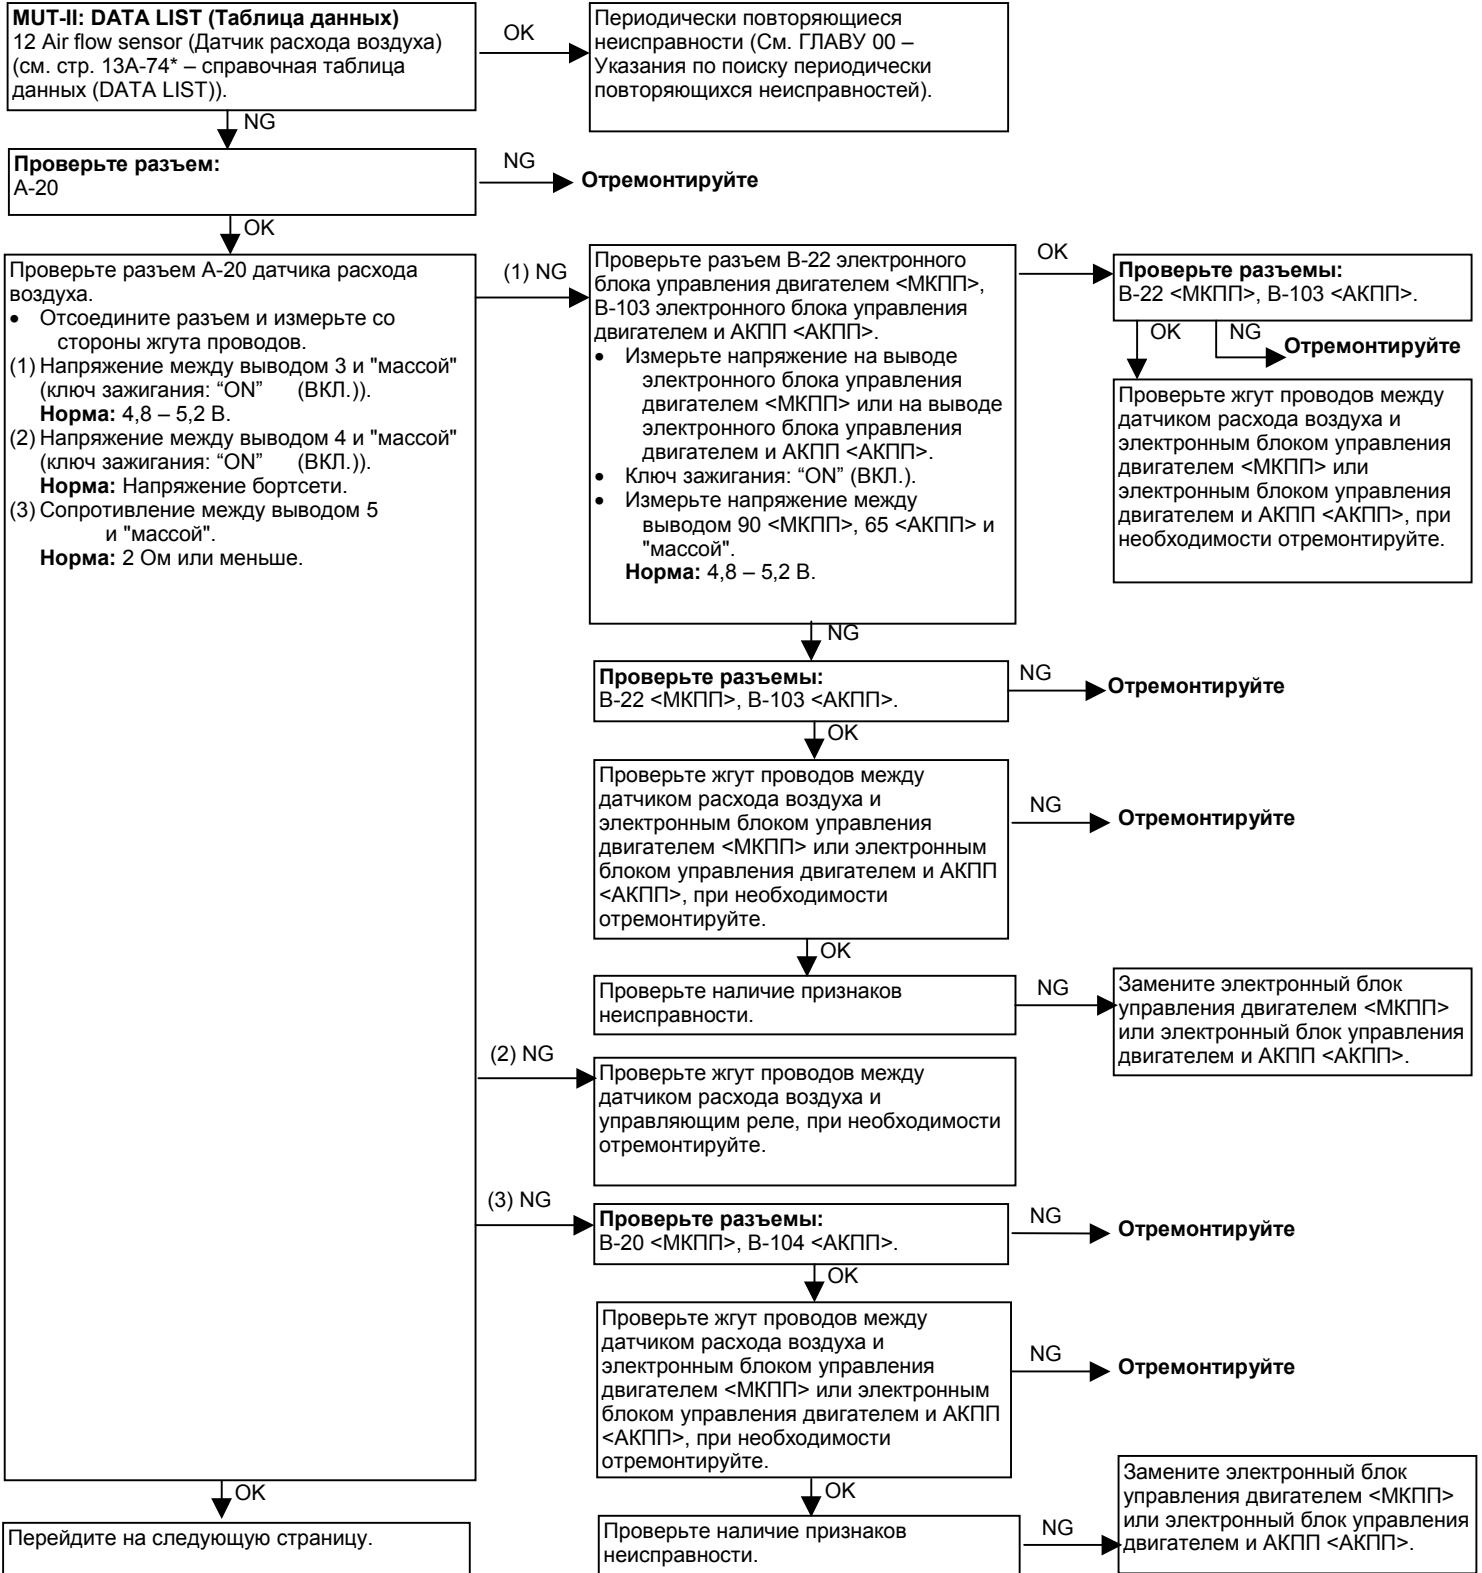 MUT-II: DATA LIST (Таблица данных)
12 Air flow sensor (Датчик расхода воздуха)
(см. стр. 13A-74* – справочная таблица
данных (DATA LIST)).
OK
Периодически повторяющиеся
неисправности (См. ГЛАВУ 00 –
Указания по поиску периодически
повторяющихся неисправностей).
NG
Проверьте разъем:
A-20
NG
Отремонтируйте
OK
Проверьте разъем A-20 датчика расхода
воздуха.
• Отсоедините разъем и измерьте со
стороны жгута проводов.
(1) Напряжение между выводом 3 и "массой"
(ключ зажигания: “ON” (ВКЛ.)).
Норма: 4,8 – 5,2 В.
(2) Напряжение между выводом 4 и "массой"
(ключ зажигания: “ON” (ВКЛ.)).
Норма: Напряжение бортсети.
(3) Сопротивление между выводом 5
и "массой".
Норма: 2 Ом или меньше.
(1) NG
Проверьте разъем B-22 электронного
блока управления двигателем <МКПП>,
B-103 электронного блока управления
двигателем и АКПП <АКПП>.
• Измерьте напряжение на выводе
электронного блока управления
двигателем <МКПП> или на выводе
электронного блока управления
двигателем и АКПП <АКПП>.
• Ключ зажигания: “ON” (ВКЛ.).
• Измерьте напряжение между
выводом 90 <МКПП>, 65 <АКПП> и
"массой".
Норма: 4,8 – 5,2 В.
OK
Проверьте разъемы:
B-22 <МКПП>, B-103 <АКПП>.
OK
NG
Отремонтируйте
Проверьте жгут проводов между
датчиком расхода воздуха и
электронным блоком управления
двигателем <МКПП> или
электронным блоком управления
двигателем и АКПП <АКПП>, при
необходимости отремонтируйте.
NG
Проверьте разъемы:
B-22 <МКПП>, B-103 <АКПП>.
NG
Отремонтируйте
OK
Проверьте жгут проводов между
датчиком расхода воздуха и
электронным блоком управления
двигателем <МКПП> или электронным
блоком управления двигателем и АКПП
<АКПП>, при необходимости
отремонтируйте.
NG
Отремонтируйте
OK
Проверьте наличие признаков
неисправности.
NG
Замените электронный блок
управления двигателем <МКПП>
или электронный блок управления
двигателем и АКПП <АКПП>.
(2) NG
Проверьте жгут проводов между
датчиком расхода воздуха и
управляющим реле, при необходимости
отремонтируйте.
(3) NG
Проверьте разъемы:
B-20 <МКПП>, B-104 <АКПП>.
NG
Отремонтируйте
OK
Проверьте жгут проводов между
датчиком расхода воздуха и
электронным блоком управления
двигателем <МКПП> или электронным
блоком управления двигателем и АКПП
<АКПП>, при необходимости
отремонтируйте.
NG
Отремонтируйте
OK
Проверьте наличие признаков
неисправности.
NG
Замените электронный блок
управления двигателем <МКПП>
или электронный блок управления
двигателем и АКПП <АКПП>.
OK
Перейдите на следующую страницу.